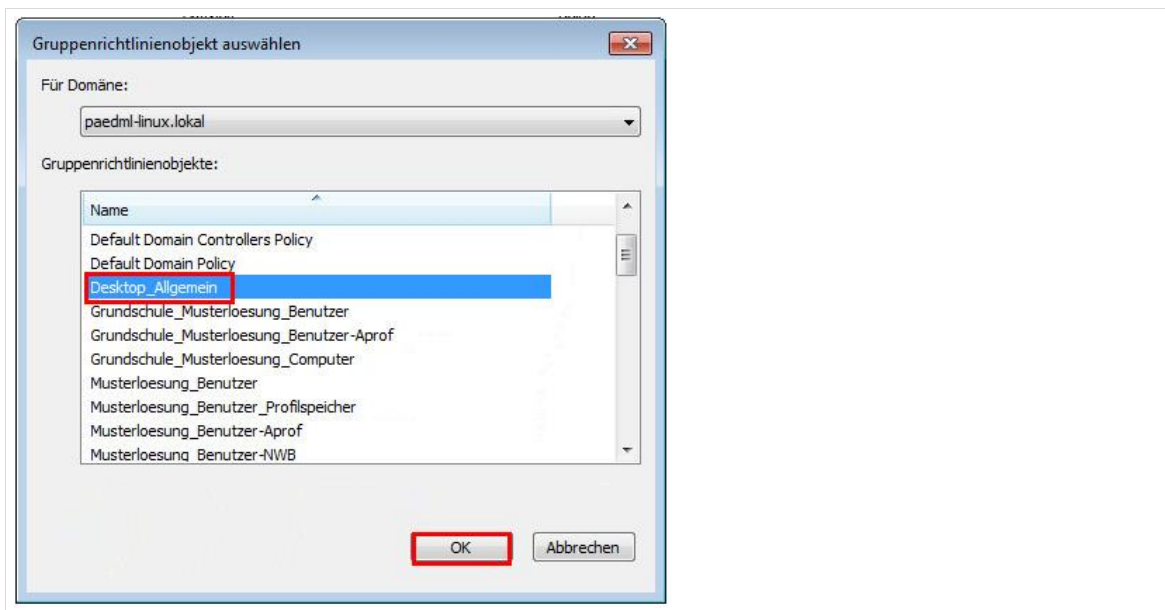 Gruppenrichtlinienobjekt auswählen
Für Domäne:
paedml-linux.lokal
Gruppenrichtlinienobjekte:
Name
Default Domain Controllers Policy
Default Domain Policy
Desktop_Allgemein
Grundschule_Musterloesung_Benutzer
Grundschule_Musterloesung_Benutzer-Aprof
Grundschule_Musterloesung_Computer
Musterloesung_Benutzer
Musterloesung_Benutzer_Profilspeicher
Musterloesung_Benutzer-Aprof
Musterloesung_Benutzer-NWB
OK Abbrechen